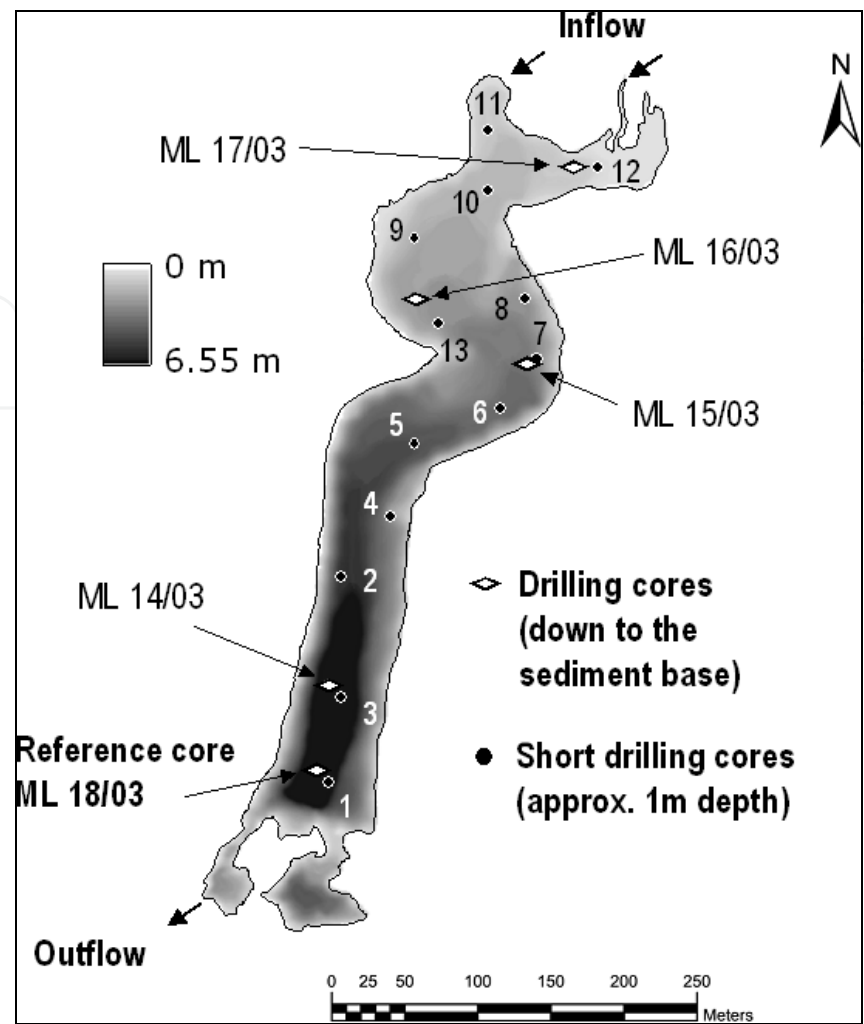 Inflow
N
11
ML 17/03
12
10
9
ML 16/03
0 m
6.55 m
8
7
13
ML 15/03
6
5
4
2
ML 14/03
Drilling cores
(down to the
sediment base)
3
Reference core
ML 18/03
1
Short drilling cores
(approx. 1m depth)
Outflow
0 25 50 100 150 200 250
Meters